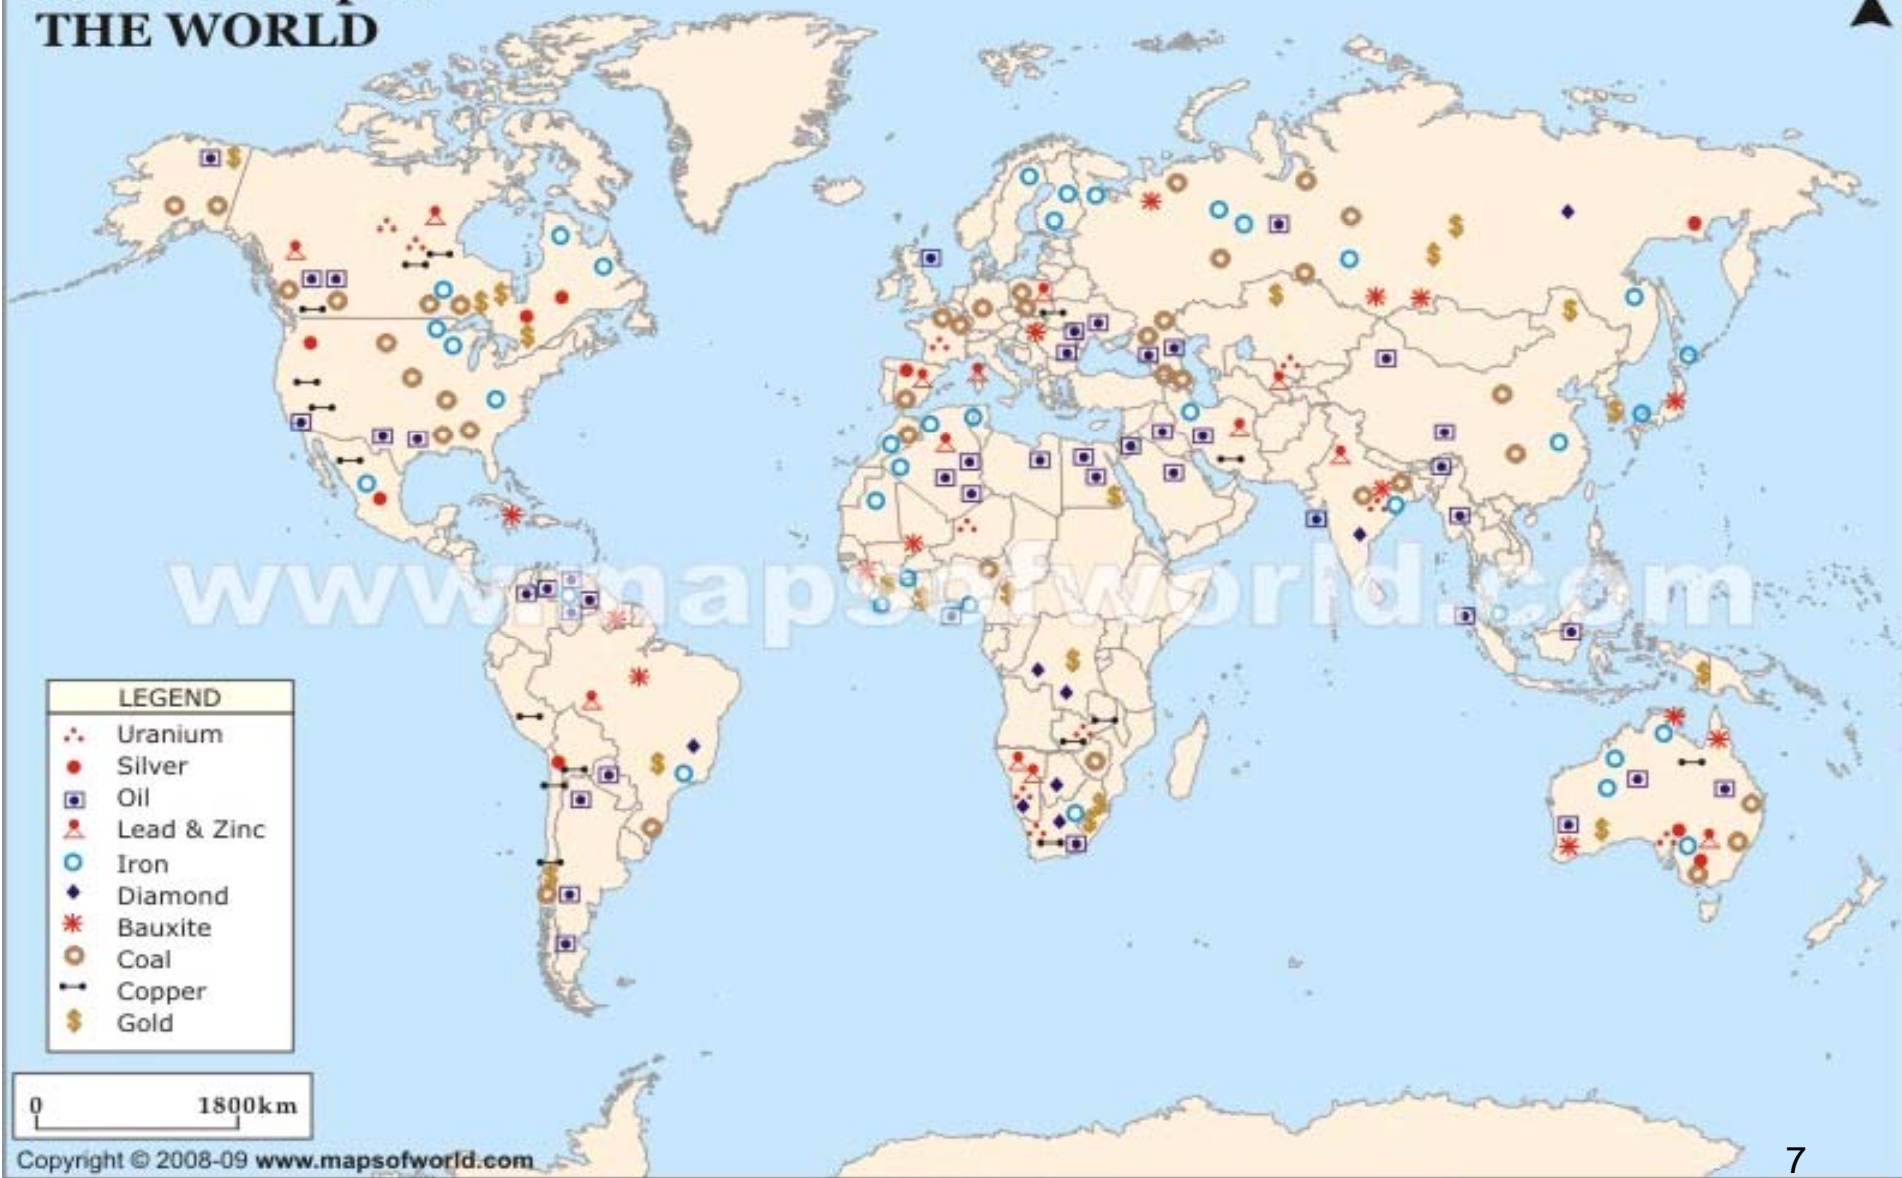 THE WORLD
www.mapsofworld.com
LEGEND
Uranium
Silver
Oil
Lead & Zinc
Iron
Diamond
Bauxite
Coal
Copper
Gold
0 1800km
Copyright © 2008-09 www.mapsofworld.com
7